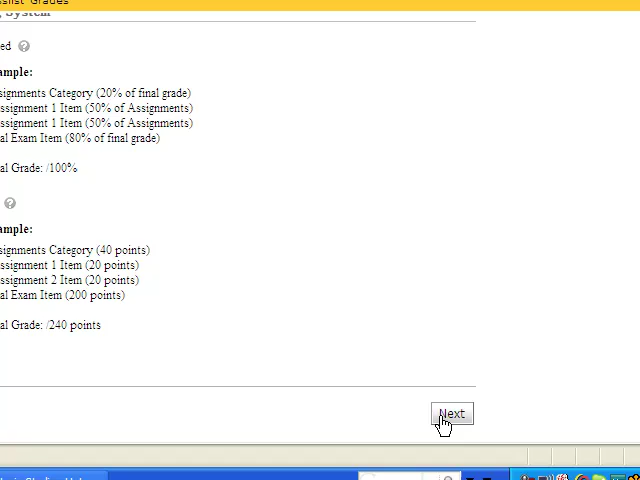 Grades
System
ed
ample:
signments Category (20% of final grade)
ssignment 1 Item (50% of Assignments)
ssignment 1 Item (50% of Assignments)
al Exam Item (80% of final grade)
al Grade: /100%
ample:
signments Category (40 points)
ssignment 1 Item (20 points)
ssignment 2 Item (20 points)
al Exam Item (200 points)
al Grade: /240 points
Next